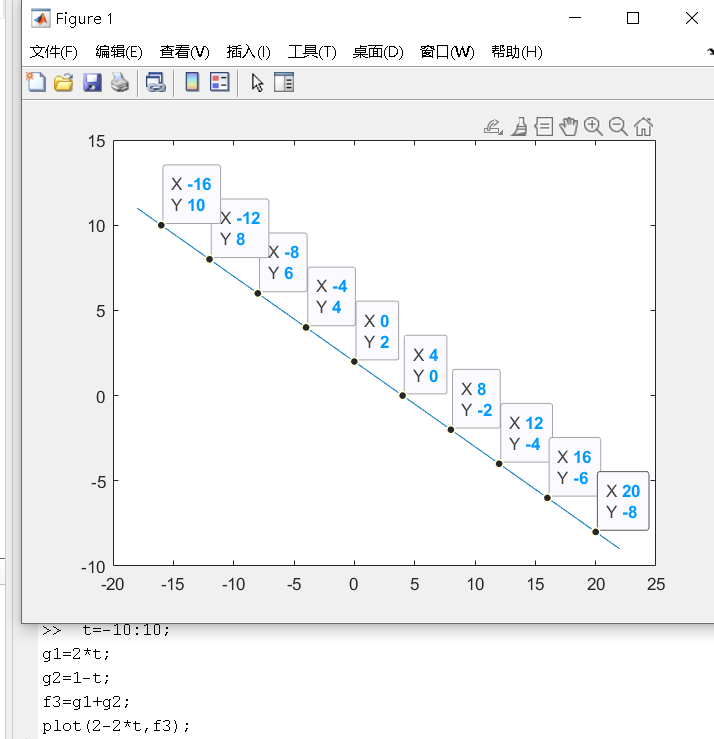 Figure 1
文件(F) 编辑(E) 查看(V) 插入(I) 工具(T) 桌面(D) 窗口(W) 帮助(H)
15
10
5
0
-5
-10
X -16
Y 10
X -12
Y 8
X -8
Y 6
X -4
Y 4
X 0
Y 2
X 4
Y 0
X 8
Y -2
X 12
Y -4
X 16
Y -6
X 20
Y -8
-20 -15 -10 -5 0 5 10 15 20 25
>> t=-10:10;
g1=2*t;
g2=1-t;
f3=g1+g2;
plot(2-2*t,f3);